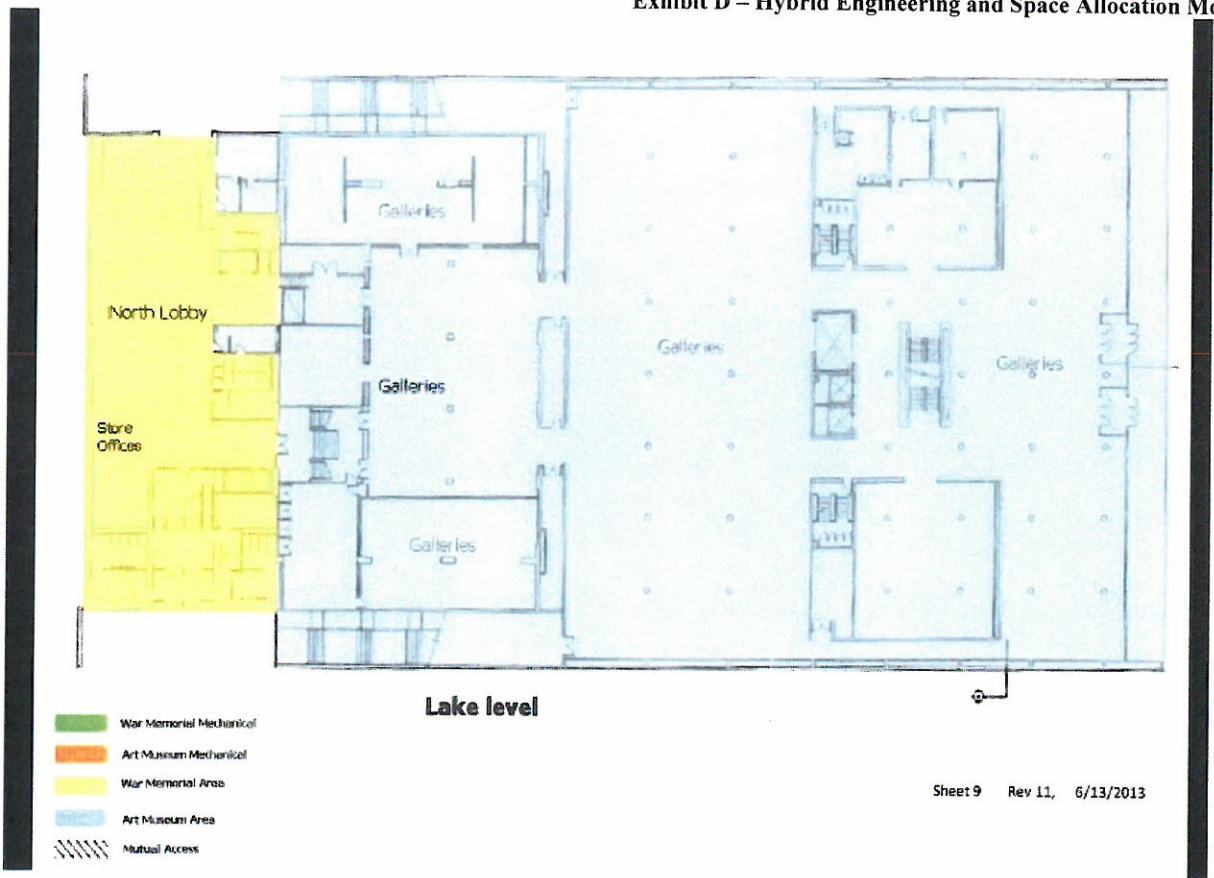 Exhibit D – Hybrid Engineering and Space Allocation Mo
Galleries
North Lobby
Galleries
Galleries
Galleries
Store
Offices
Galleries
Lake level
War Memorial Mechanical
Art Museum Mechanical
War Memorial Area
Art Museum Area
Mutual Access
Sheet 9 Rev 11, 6/13/2013